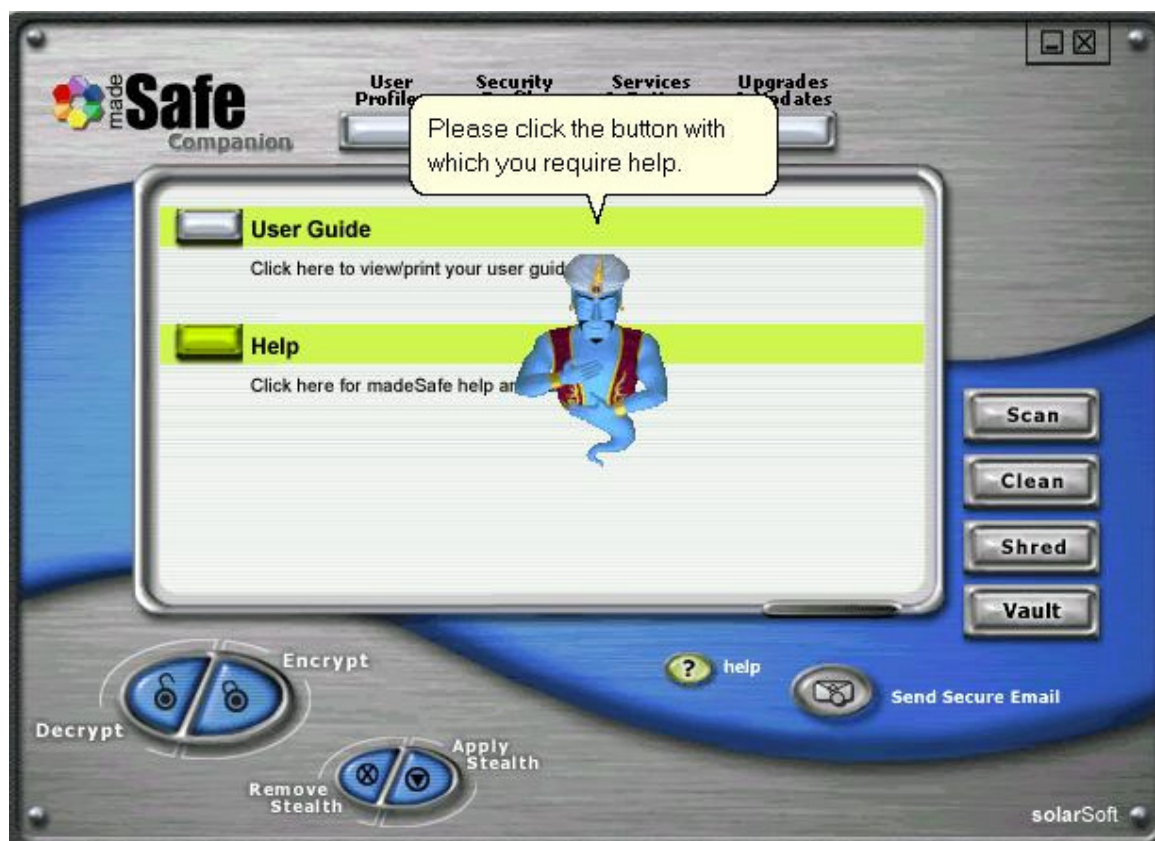 made
Safe
Companion
User
Profile
Security
Services
Upgrades
Please click the button with
which you require help.
User Guide
Click here to view/print your user guid
Help
Click here for madeSafe help an
Scan
Clean
Shred
Vault
Encrypt
Decrypt
help
Send Secure Email
Apply
Stealth
Remove
Stealth
solarSoft